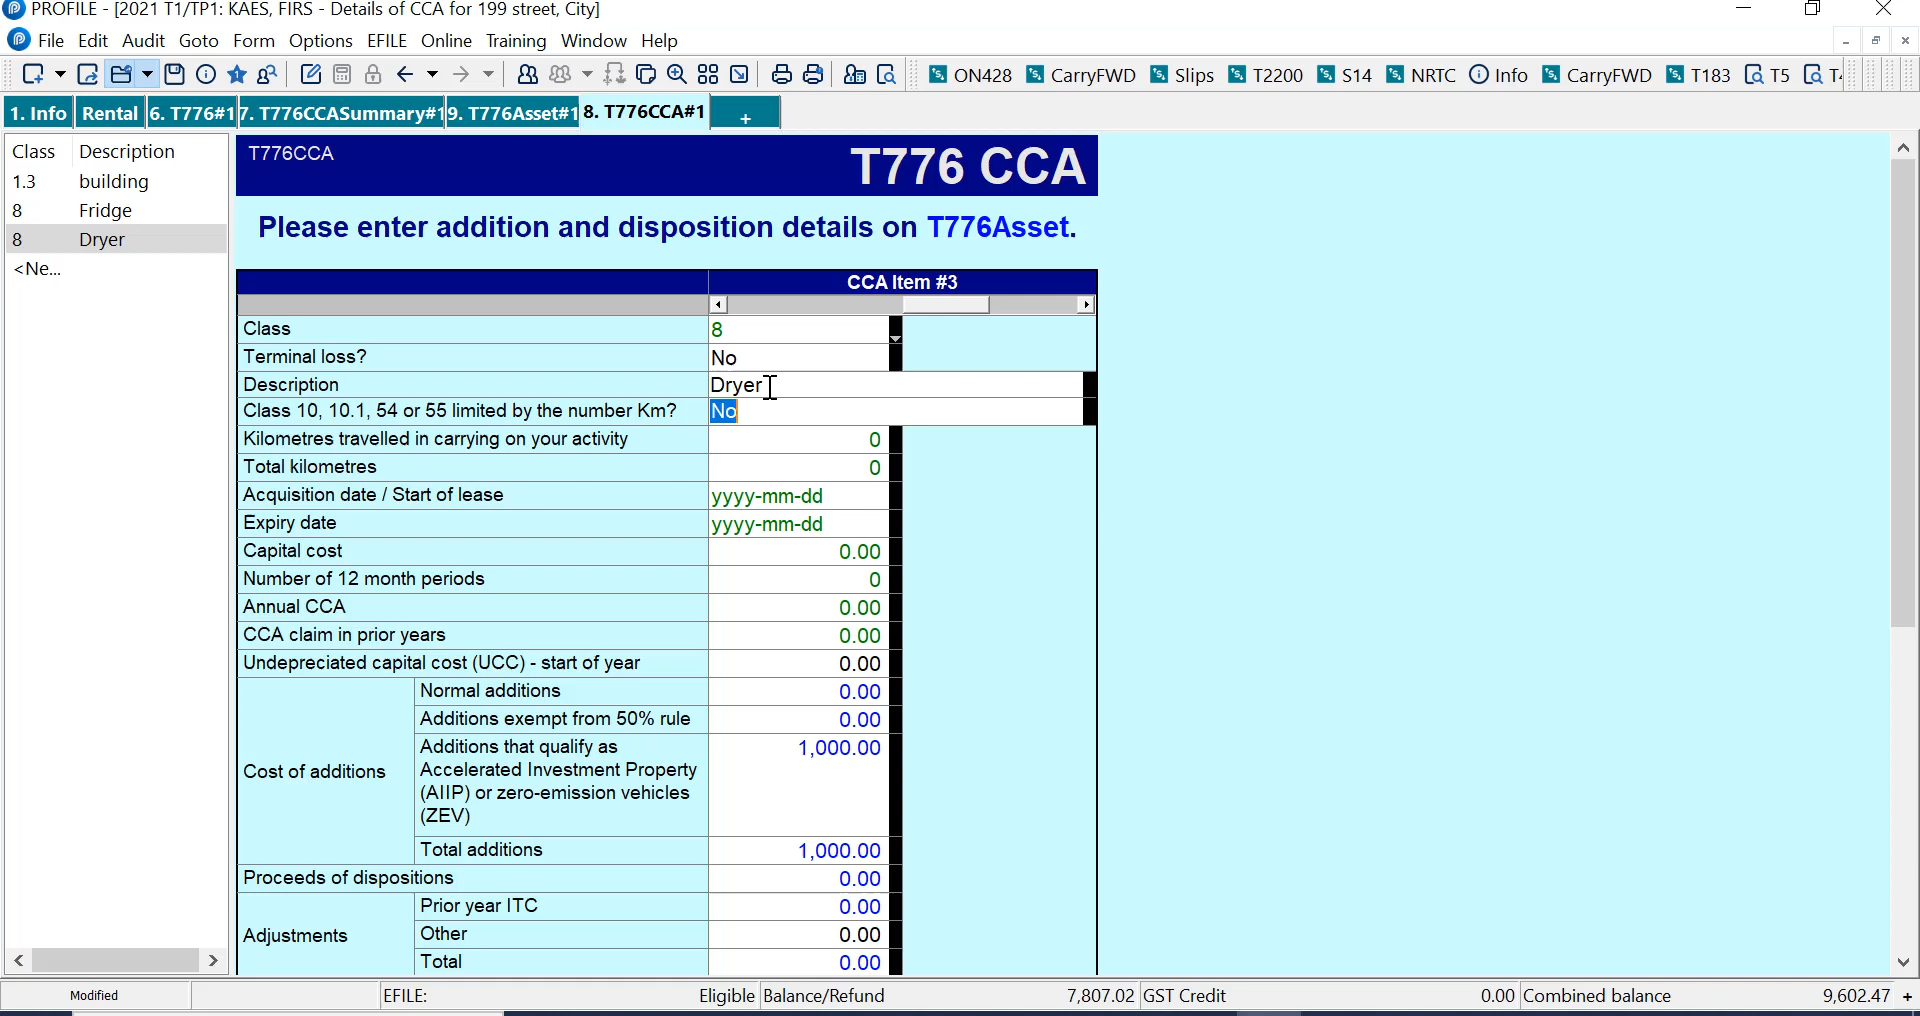 PROFILE - [2021 T1/TP1: KAES, FIRS - Details of CCA for 199 street, City]
File Edit Audit Goto Form Options EFILE Online Training Window Help
ON428 CarryFWD Slips T2200 S14 NRTC Info CarryFWD T183 T5
1. Info Rental 6. T776#1 7. T776CCASummary#1 9. T776Asset#1 8. T776CCA#1 +
Class Description
1.3 building
8 Fridge
8 Dryer
<Ne...
T776CCA
T776 CCA
Please enter addition and disposition details on T776Asset.
CCA Item #3
Class 8
Terminal loss? No
Description Dryer
Class 10, 10.1, 54 or 55 limited by the number Km? No
Kilometres travelled in carrying on your activity 0
Total kilometres 0
Acquisition date / Start of lease yyyy-mm-dd
Expiry date yyyy-mm-dd
Capital cost 0.00
Number of 12 month periods 0
Annual CCA 0.00
CCA claim in prior years 0.00
Undepreciated capital cost (UCC) - start of year 0.00
Cost of additions
Normal additions 0.00
Additions exempt from 50% rule 0.00
Additions that qualify as 1,000.00
Accelerated Investment Property
(AIIP) or zero-emission vehicles
(ZEV)
Total additions 1,000.00
Proceeds of dispositions 0.00
Adjustments
Prior year ITC 0.00
Other 0.00
Total 0.00
Modified EFILE: Eligible Balance/Refund 7,807.02 GST Credit 0.00 Combined balance 9,602.47 +